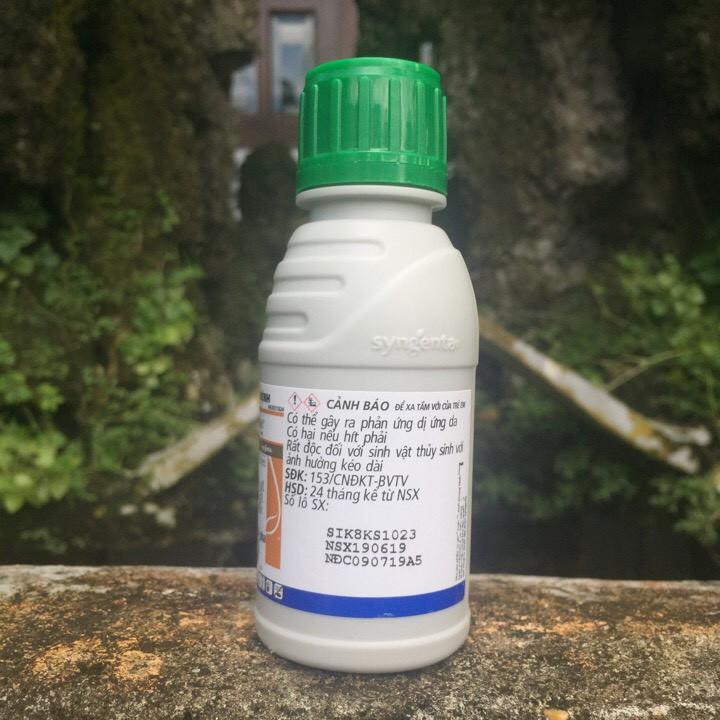 syngenta
CẢNH BÁO ĐỂ XA TẦM VỚI CỦA TRẺ EM
Có thể gây ra phản ứng dị ứng da
Có hại nếu hít phải
Rất độc đối với sinh vật thủy sinh với
ảnh hưởng kéo dài
SĐK: 153/CNĐKT-BVTV
HSD: 24 tháng kể từ NSX
Số lô SX:
SIK8KS1023
NSX190619
NĐC090719A5